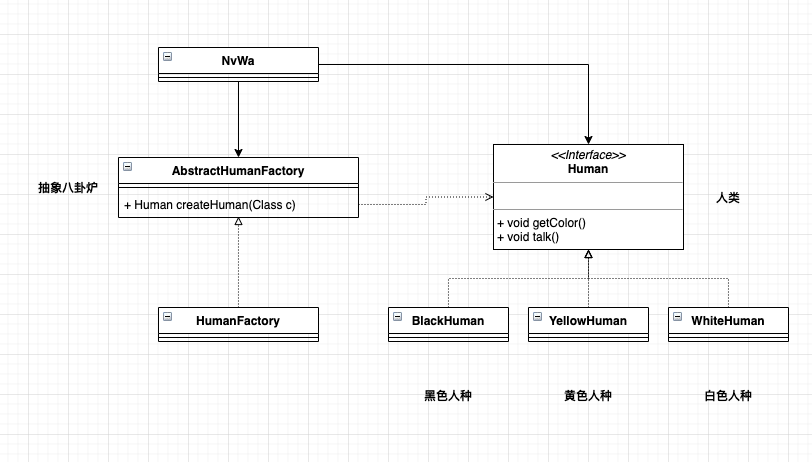 NvWa
抽象八卦炉
AbstractHumanFactory
+ Human createHuman(Class c)
<<Interface>>
Human
+ void getColor()
+ void talk()
人类
HumanFactory
BlackHuman
YellowHuman
WhiteHuman
黑色人种
黄色人种
白色人种